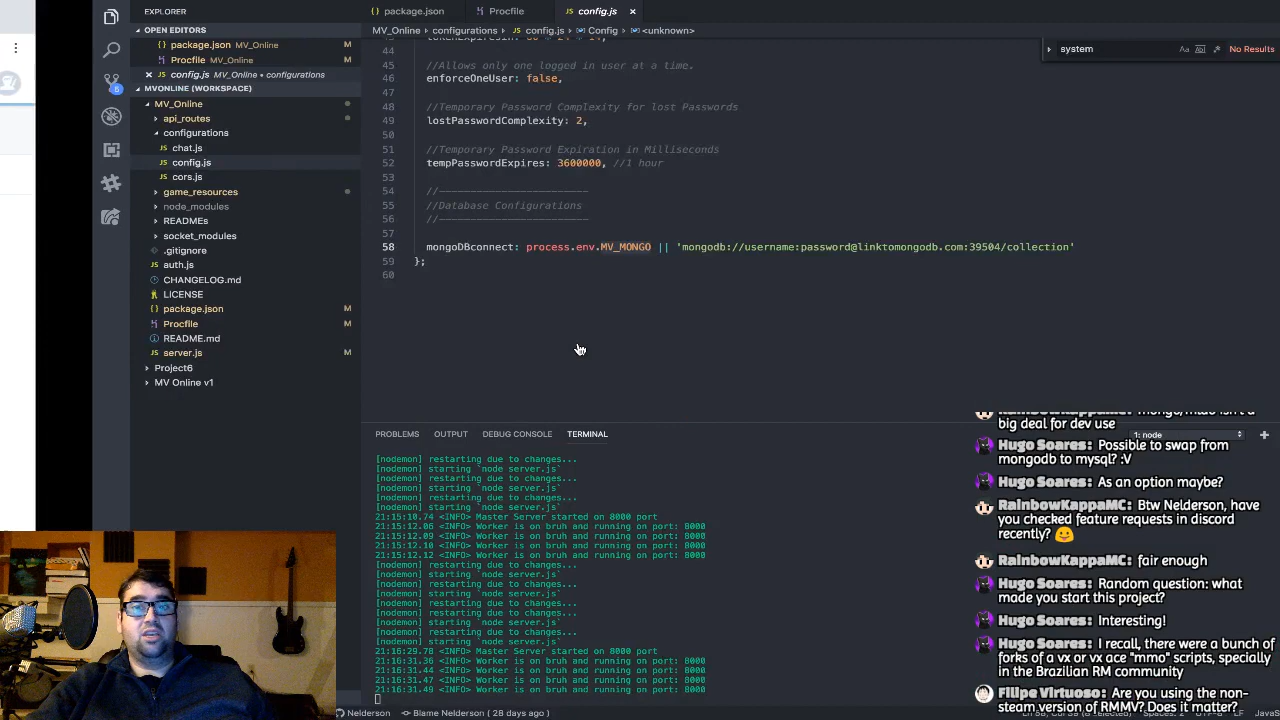 EXPLORER
OPEN EDITORS
package.json MV_Online M
Procfile MV_Online M
config.js MV_Online • configurations
MVONLINE (WORKSPACE)
MV_Online
api_routes
configurations
chat.js
config.js
cors.js
game_resources
node_modules
READMEs
socket_modules
.gitignore
auth.js
CHANGELOG.md
LICENSE
package.json M
Procfile M
README.md
server.js M
Project6
MV Online v1
package.json Procfile config.js
MV_Online configurations config.js Config <unknown>
system Aa No Results
44
45 //Allows only one logged in user at a time.
46 enforceOneUser: false,
47
48 //Temporary Password Complexity for lost Passwords
49 lostPasswordComplexity: 2,
50
51 //Temporary Password Expiration in Milliseconds
52 tempPasswordExpires: 3600000, //1 hour
53
54 //————————————————————————
55 //Database Configurations
56 //————————————————————————
57
58 mongoDBconnect: process.env.MV_MONGO || 'mongodb://username:password@linktomongodb.com:39504/collection'
59 };
60
PROBLEMS OUTPUT DEBUG CONSOLE TERMINAL 1: node
[nodemon] restarting due to changes...
[nodemon] starting `node server.js`
[nodemon] restarting due to changes...
[nodemon] starting `node server.js`
[nodemon] restarting due to changes...
[nodemon] starting `node server.js`
21:15:10.74 <INFO> Master Server started on 8000 port
21:15:12.06 <INFO> Worker is on bruh and running on port: 8000
21:15:12.09 <INFO> Worker is on bruh and running on port: 8000
21:15:12.10 <INFO> Worker is on bruh and running on port: 8000
21:15:12.12 <INFO> Worker is on bruh and running on port: 8000
[nodemon] restarting due to changes...
[nodemon] starting `node server.js`
[nodemon] restarting due to changes...
[nodemon] starting `node server.js`
[nodemon] restarting due to changes...
[nodemon] restarting due to changes...
[nodemon] starting `node server.js`
21:16:29.78 <INFO> Master Server started on 8000 port
21:16:31.36 <INFO> Worker is on bruh and running on port: 8000
21:16:31.44 <INFO> Worker is on bruh and running on port: 8000
21:16:31.47 <INFO> Worker is on bruh and running on port: 8000
21:16:31.49 <INFO> Worker is on bruh and running on port: 8000
big deal for dev use
Hugo Soares: Possible to swap from
mongodb to mysql? :V
Hugo Soares: As an option maybe?
RainbowKappaMC: Btw Nelderson, have
you checked feature requests in discord
recently?
RainbowKappaMC: fair enough
Hugo Soares: Random question: what
made you start this project?
Hugo Soares: Interesting!
Hugo Soares: I recall, there were a bunch of
forks of a vx or vx ace "mmo" scripts, specially
in the Brazilian RM community
Filipe Virtuoso: Are you using the non-
steam version of RMMV? Does it matter?
Nelderson Blame Nelderson ( 28 days ago )